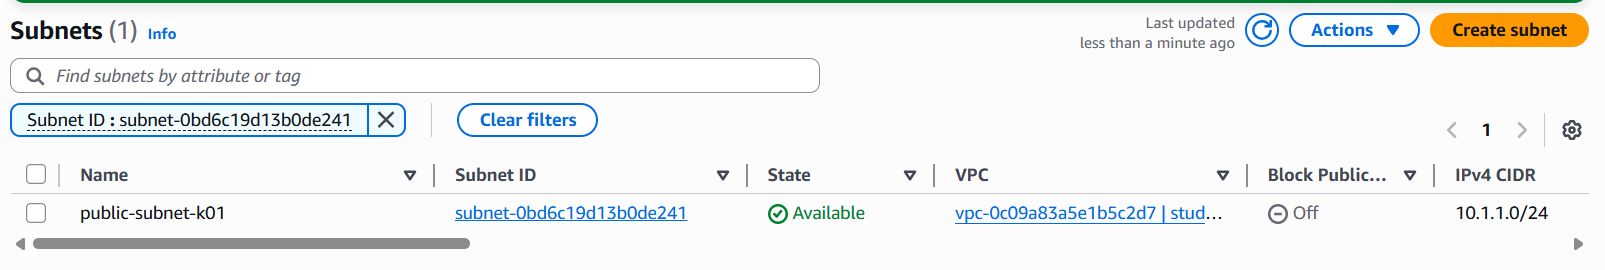 Subnets (1) Info
Last updated
less than a minute ago
Actions
Create subnet
Find subnets by attribute or tag
Subnet ID : subnet-0bd6c19d13b0de241
Clear filters
1
Name Subnet ID State VPC Block Public... IPv4 CIDR
public-subnet-k01 subnet-0bd6c19d13b0de241 Available vpc-0c09a83a5e1b5c2d7 | stud... Off 10.1.1.0/24